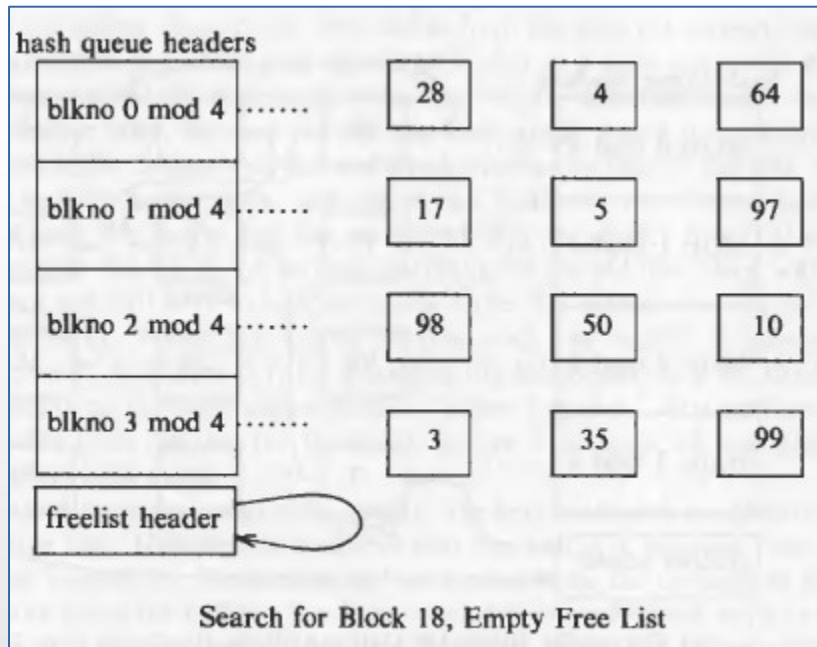 hash queue headers
blkno 0 mod 4 ...... 28 4 64
blkno 1 mod 4 ...... 17 5 97
blkno 2 mod 4 ...... 98 50 10
blkno 3 mod 4 ...... 3 35 99
freelist header
Search for Block 18, Empty Free List